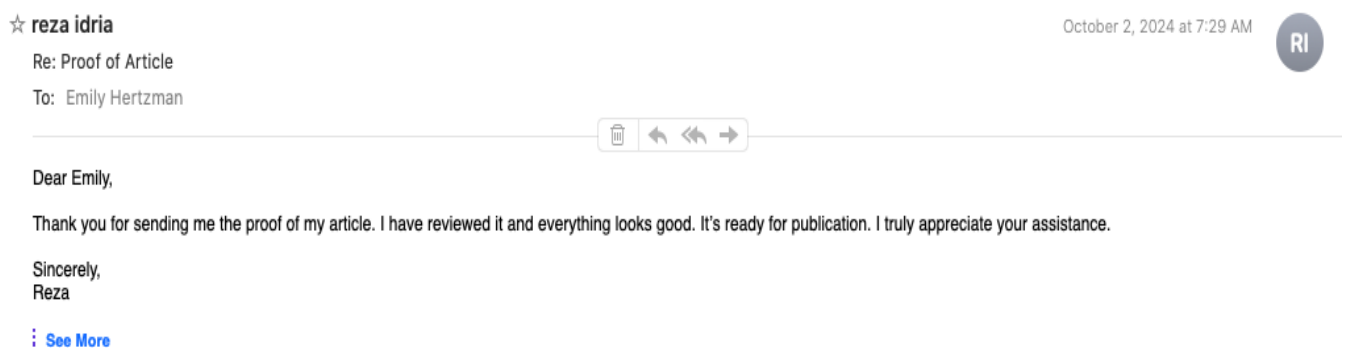 reza idria
October 2, 2024 at 7:29 AM
RI
Re: Proof of Article
To: Emily Hertzman
Dear Emily,
Thank you for sending me the proof of my article. I have reviewed it and everything looks good. It’s ready for publication. I truly appreciate your assistance.
Sincerely,
Reza
See More